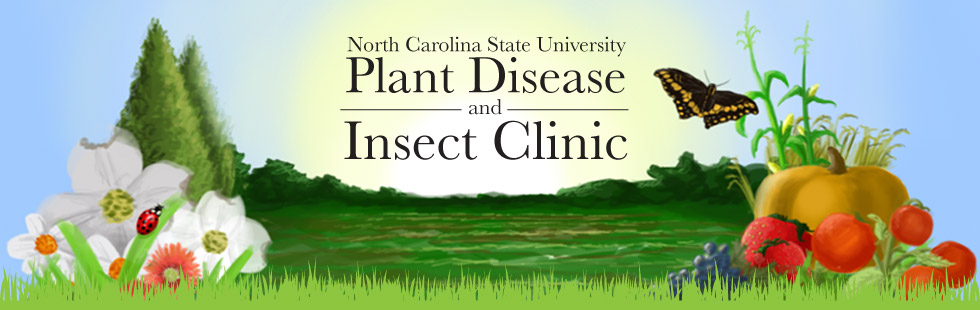 North Carolina State University
Plant Disease
and
Insect Clinic